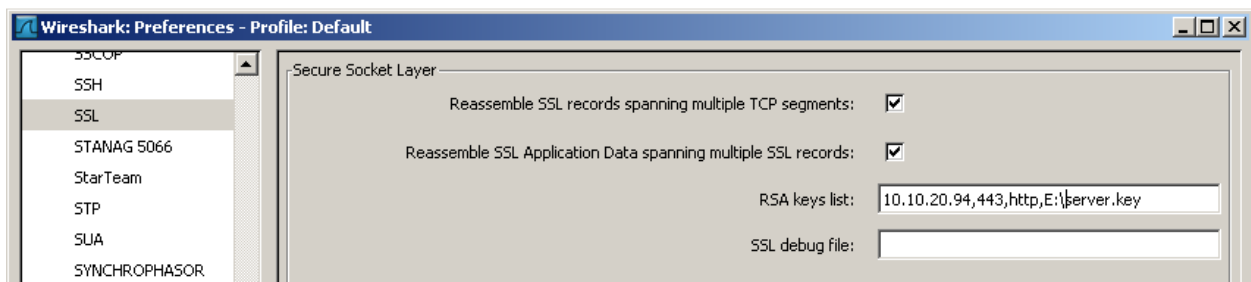 Wireshark: Preferences - Profile: Default
SSCOP
SSH
SSL
STANAG 5066
StarTeam
STP
SUA
SYNCHROPHASOR
Secure Socket Layer
Reassemble SSL records spanning multiple TCP segments:
Reassemble SSL Application Data spanning multiple SSL records:
RSA keys list: 10.10.20.94,443,http,E:\server.key
SSL debug file: